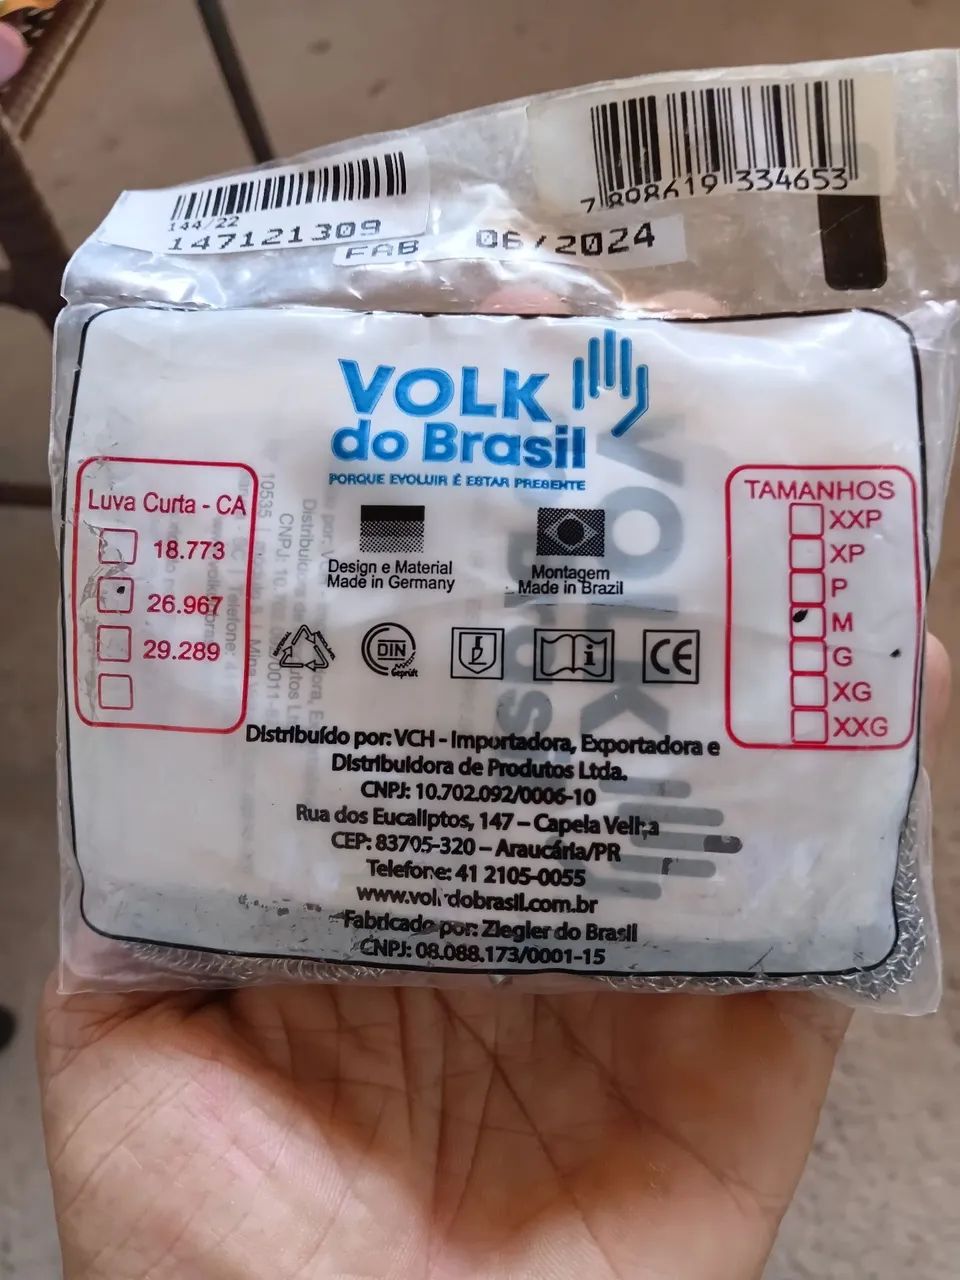 144/22
147121309
7 898619 334653
FAB 06/2024
VOLK
do Brasil
PORQUE EVOLUIR É ESTAR PRESENTE
Luva Curta - CA
18.773
26.967
29.289
Design e Material
Made in Germany
Montagem
Made in Brazil
DIN
Geprüft
i
CE
TAMANHOS
XXP
XP
P
M
G
XG
XXG
Distribuído por: VCH - Importadora, Exportadora e
Distribuidora de Produtos Ltda.
CNPJ: 10.702.092/0006-10
Rua dos Eucaliptos, 147 – Capela Velha
CEP: 83705-320 – Araucária/PR
Telefone: 41 2105-0055
www.volkdobrasil.com.br
Fabricado por: Ziegler do Brasil
CNPJ: 08.088.173/0001-15